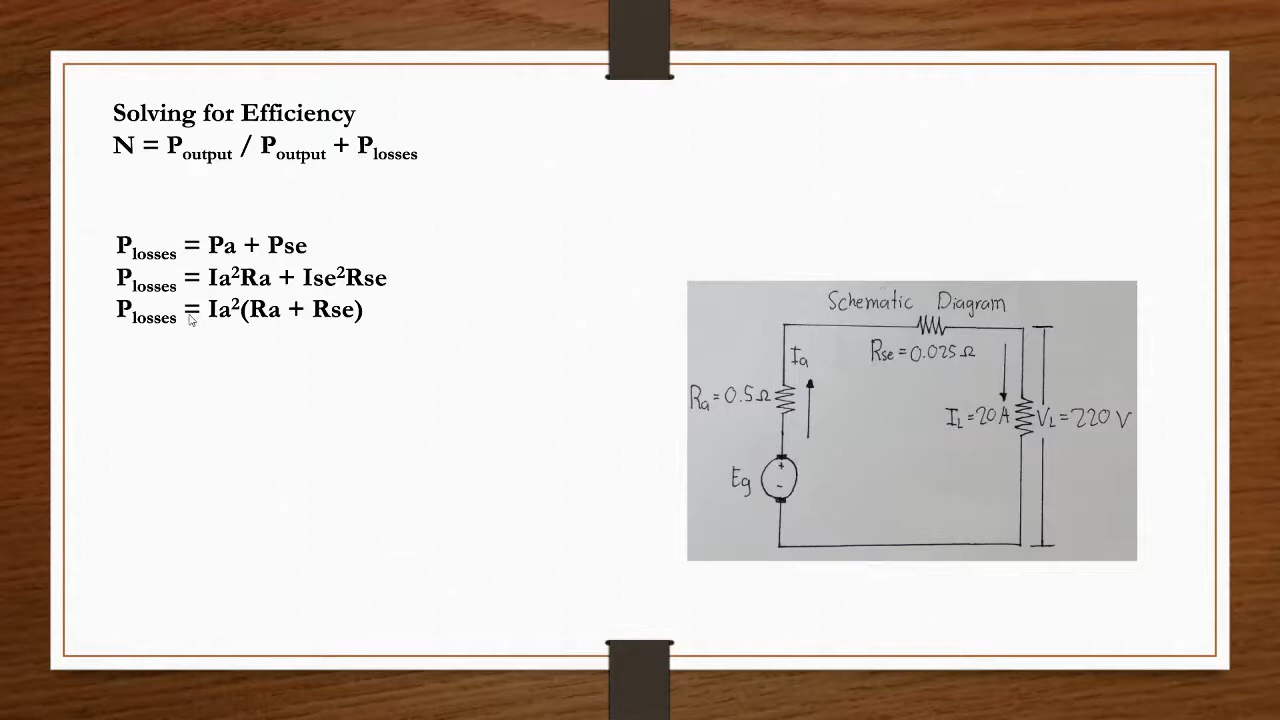 Solving for Efficiency
N = Poutput / Poutput + Plosses
Plosses = Pa + Pse
Plosses = Ia²Ra + Ise²Rse
Plosses = Ia²(Ra + Rse)
Schematic Diagram
Ia
Rse = 0.025 Ω
Ra = 0.5 Ω
IL = 20 A
VL = 220 V
Eg
+
-